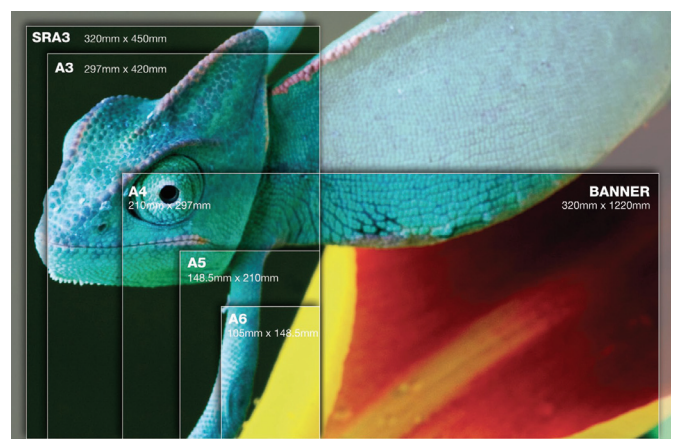 SRA3 320mm x 450mm
A3 297mm x 420mm
A4
210mm x 297mm
BANNER
320mm x 1220mm
A5
148.5mm x 210mm
A6
105mm x 148.5mm